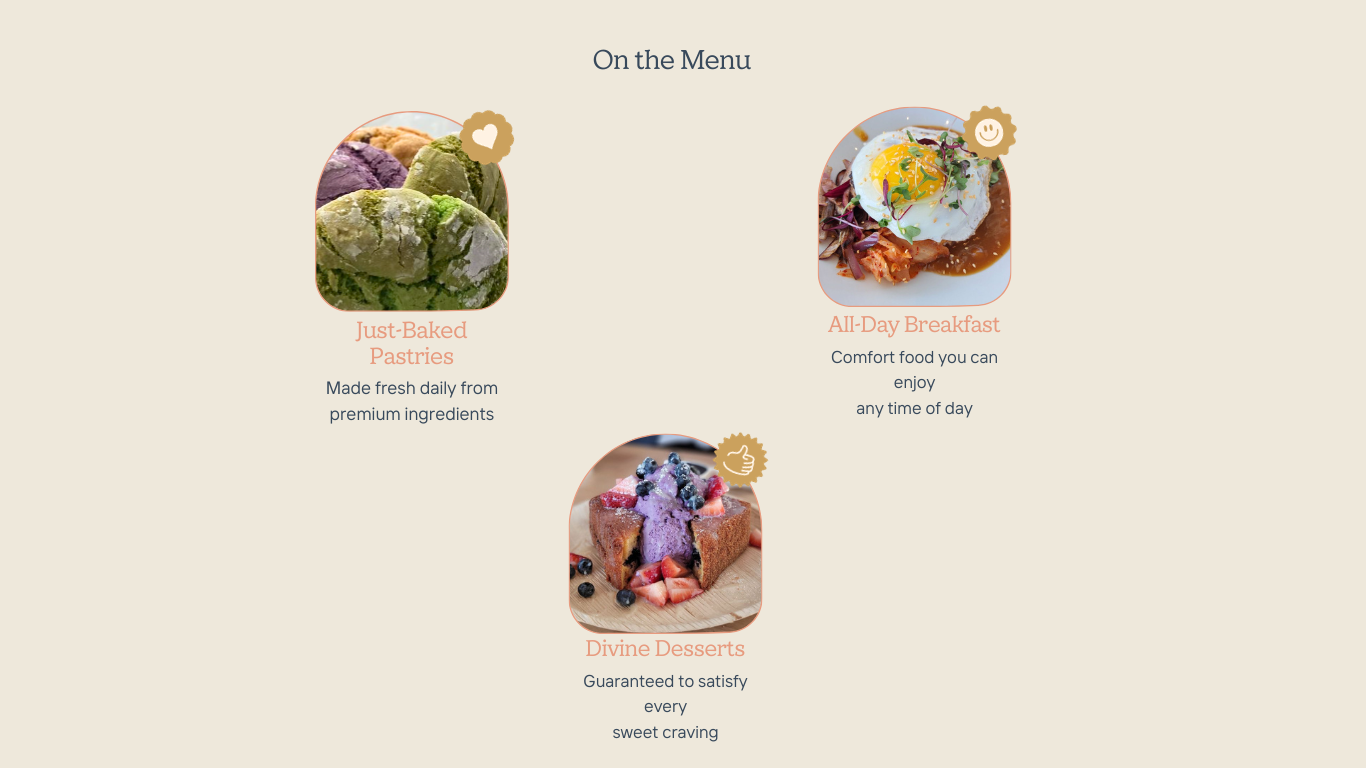 On the Menu
Just-Baked
Pastries
Made fresh daily from
premium ingredients
All-Day Breakfast
Comfort food you can
enjoy
any time of day
Divine Desserts
Guaranteed to satisfy
every
sweet craving